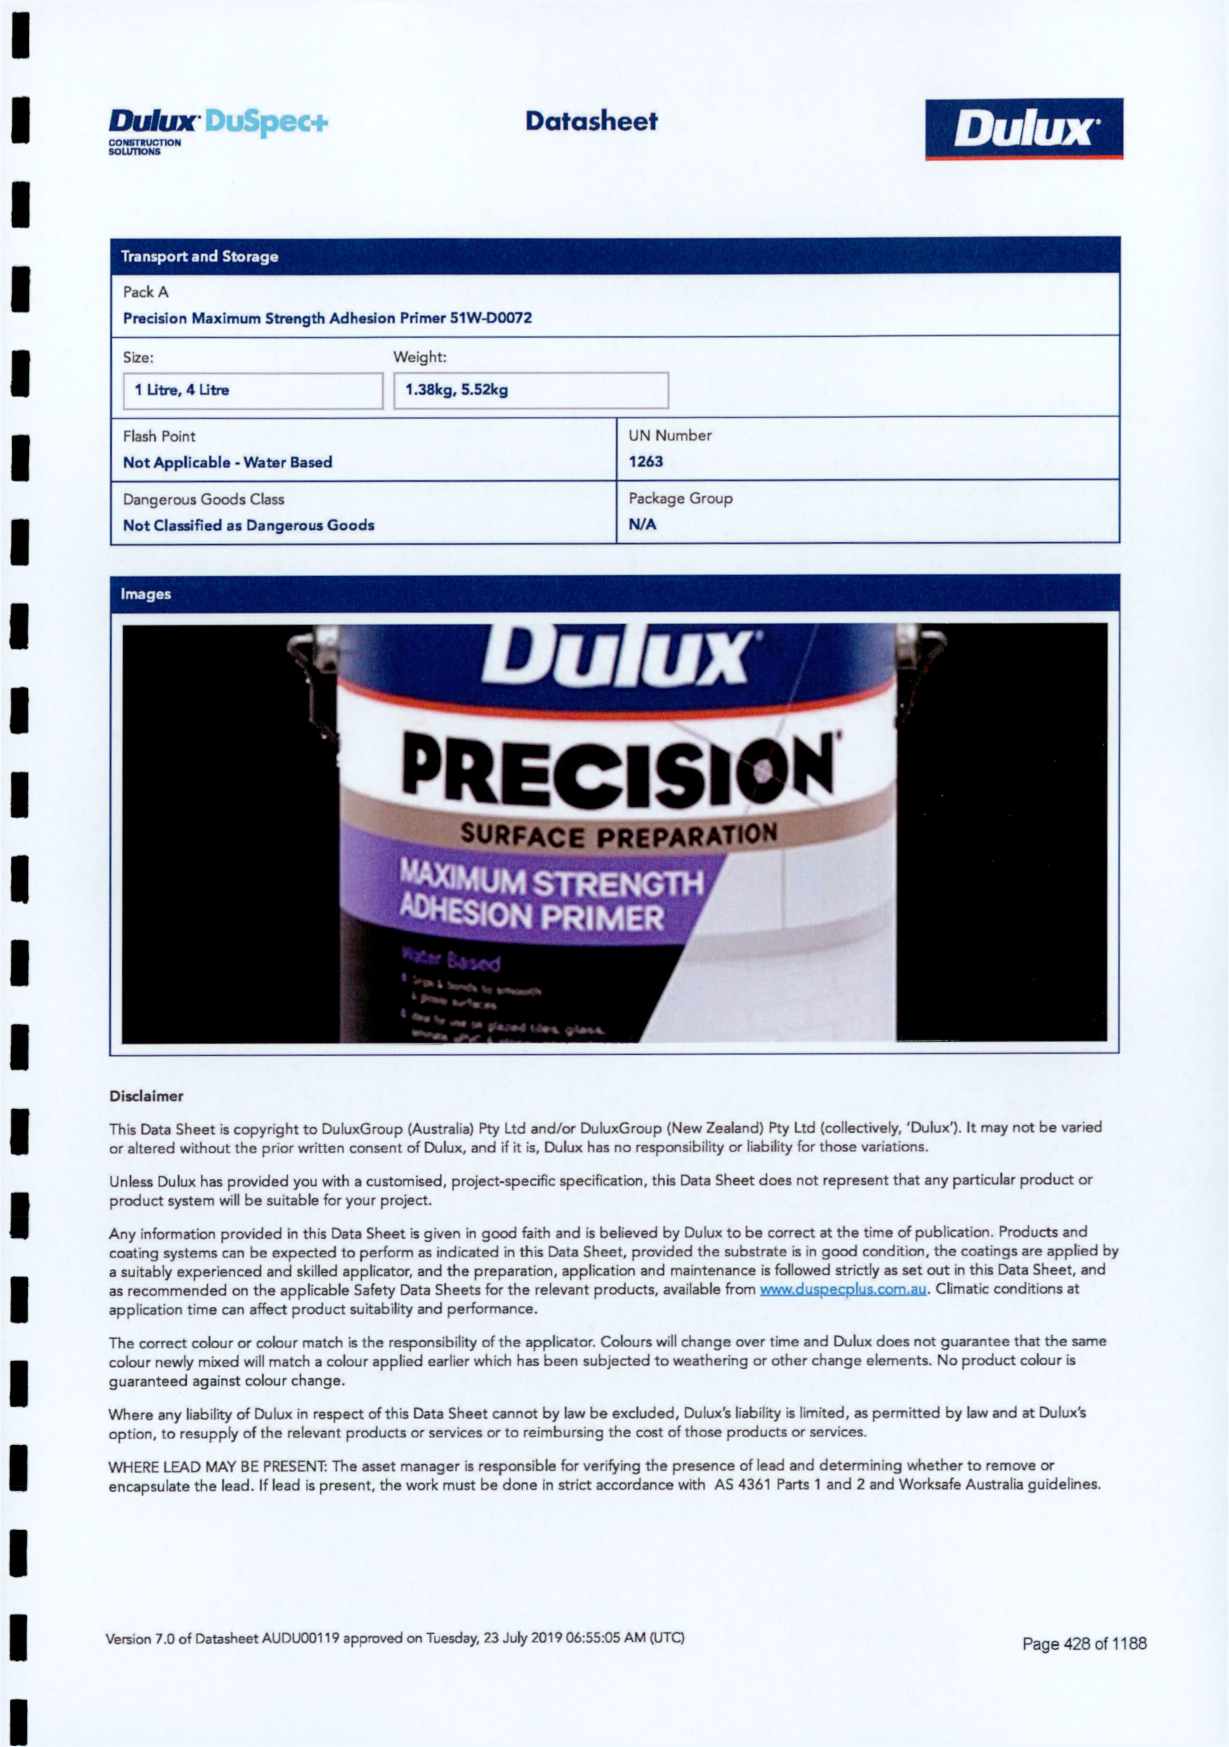 Dulux DuSpec+
CONSTRUCTION
SOLUTIONS
Datasheet
Dulux
Transport and Storage
Pack A
Precision Maximum Strength Adhesion Primer 51W-D0072
Size:
Weight:
1 Litre, 4 Litre
1.38kg, 5.52kg
Flash Point
Not Applicable - Water Based
UN Number
1263
Dangerous Goods Class
Not Classified as Dangerous Goods
Package Group
N/A
Images
Dulux
PRECISION
SURFACE PREPARATION
MAXIMUM STRENGTH
ADHESION PRIMER
Water Based
Grips & bonds to smooth
& glossy surfaces
Ideal for use on glazed tiles, glass,
Disclaimer
This Data Sheet is copyright to DuluxGroup (Australia) Pty Ltd and/or DuluxGroup (New Zealand) Pty Ltd (collectively, 'Dulux'). It may not be varied
or altered without the prior written consent of Dulux, and if it is, Dulux has no responsibility or liability for those variations.
Unless Dulux has provided you with a customised, project-specific specification, this Data Sheet does not represent that any particular product or
product system will be suitable for your project.
Any information provided in this Data Sheet is given in good faith and is believed by Dulux to be correct at the time of publication. Products and
coating systems can be expected to perform as indicated in this Data Sheet, provided the substrate is in good condition, the coatings are applied by
a suitably experienced and skilled applicator, and the preparation, application and maintenance is followed strictly as set out in this Data Sheet, and
as recommended on the applicable Safety Data Sheets for the relevant products, available from www.duspecplus.com.au. Climatic conditions at
application time can affect product suitability and performance.
The correct colour or colour match is the responsibility of the applicator. Colours will change over time and Dulux does not guarantee that the same
colour newly mixed will match a colour applied earlier which has been subjected to weathering or other change elements. No product colour is
guaranteed against colour change.
Where any liability of Dulux in respect of this Data Sheet cannot by law be excluded, Dulux's liability is limited, as permitted by law and at Dulux's
option, to resupply of the relevant products or services or to reimbursing the cost of those products or services.
WHERE LEAD MAY BE PRESENT: The asset manager is responsible for verifying the presence of lead and determining whether to remove or
encapsulate the lead. If lead is present, the work must be done in strict accordance with AS 4361 Parts 1 and 2 and Worksafe Australia guidelines.
Version 7.0 of Datasheet AUDU00119 approved on Tuesday, 23 July 2019 06:55:05 AM (UTC)
Page 428 of 1188